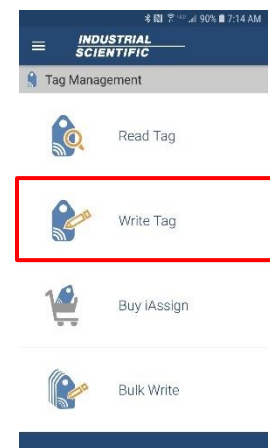 90% 7:14 AM
INDUSTRIAL
SCIENTIFIC
Tag Management
Read Tag
Write Tag
Buy iAssign
Bulk Write